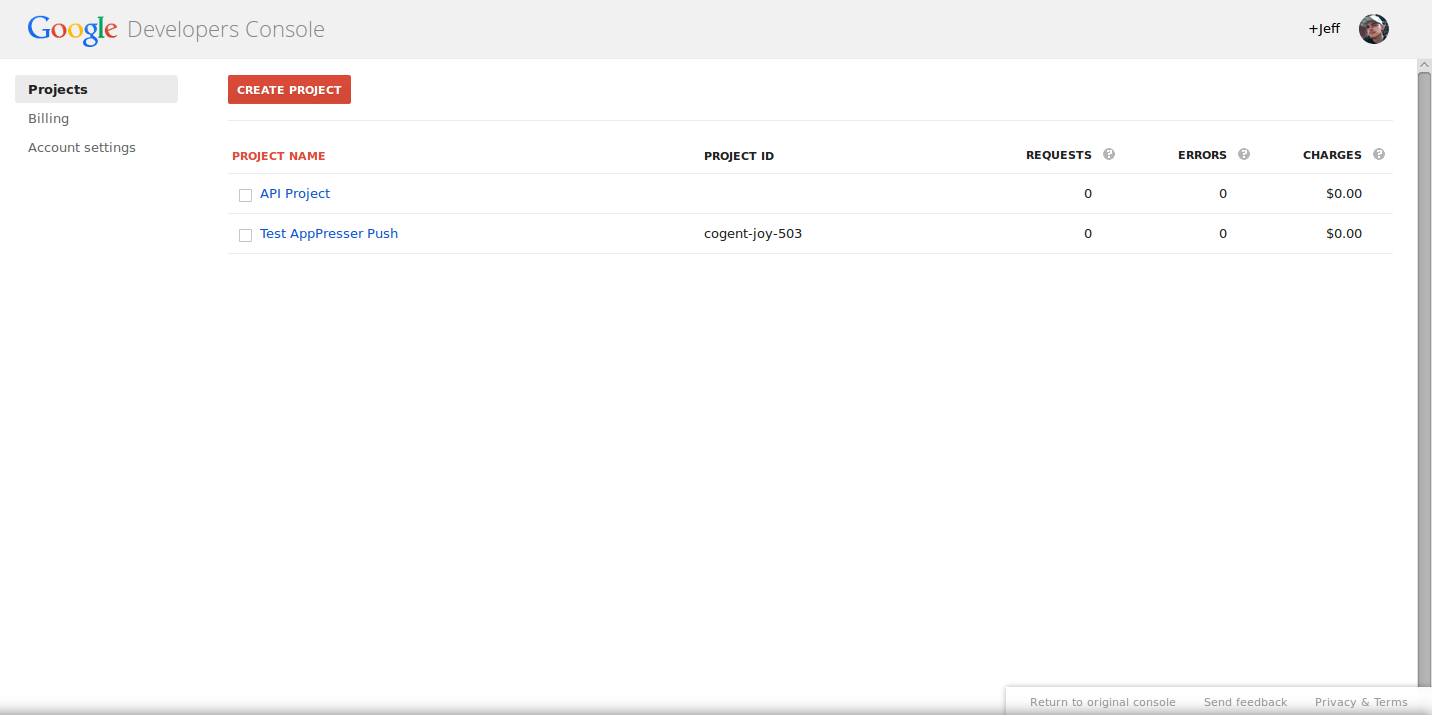 Google Developers Console
+Jeff
Projects
Billing
Account settings
CREATE PROJECT
PROJECT NAME PROJECT ID REQUESTS ? ERRORS ? CHARGES ?
API Project 0 0 $0.00
Test AppPresser Push cogent-joy-503 0 0 $0.00
Return to original console Send feedback Privacy & Terms